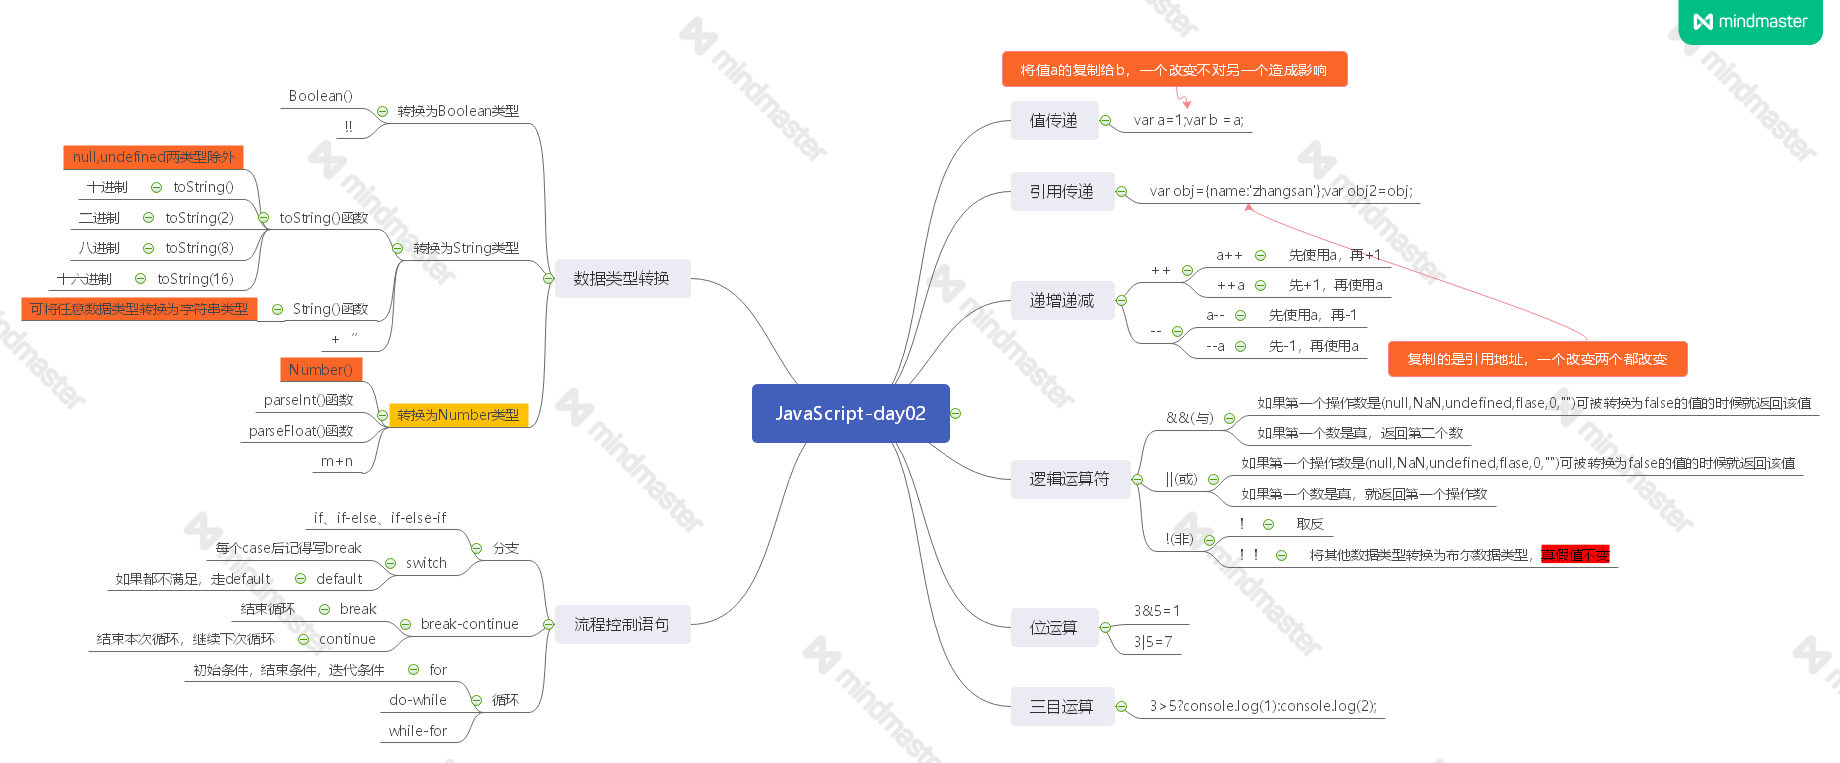 mindmaster
JavaScript-day02
将值a的复制给b，一个改变不对另一个造成影响
值传递
var a=1;var b =a;
引用传递
var obj={name:'zhangsan'};var obj2=obj;
复制的是引用地址，一个改变两个都改变
递增递减
++
a++ 先使用a，再+1
++a 先+1，再使用a
--
a-- 先使用a，再-1
--a 先-1，再使用a
逻辑运算符
&&(与)
如果第一个操作数是(null,NaN,undefined,flase,0,"")可被转换为false的值的时候就返回该值
如果第一个数是真，返回第二个数
||(或)
如果第一个操作数是(null,NaN,undefined,flase,0,"")可被转换为false的值的时候就返回该值
如果第一个数是真，就返回第一个操作数
!(非)
！ 取反
！！ 将其他数据类型转换为布尔数据类型，真假值不变
位运算
3&5=1
3|5=7
三目运算
3>5?console.log(1):console.log(2);
数据类型转换
转换为Boolean类型
Boolean()
!!
转换为String类型
toString()函数
null,undefined两类型除外
十进制 toString()
二进制 toString(2)
八进制 toString(8)
十六进制 toString(16)
可将任意数据类型转换为字符串类型 String()函数
+ ‘’
转换为Number类型
Number()
parseInt()函数
parseFloat()函数
m+n
流程控制语句
分支
if、if-else、if-else-if
switch
每个case后记得写break
如果都不满足，走default default
break-continue
结束循环 break
结束本次循环，继续下次循环 continue
循环
初始条件，结束条件，迭代条件 for
do-while
while-for